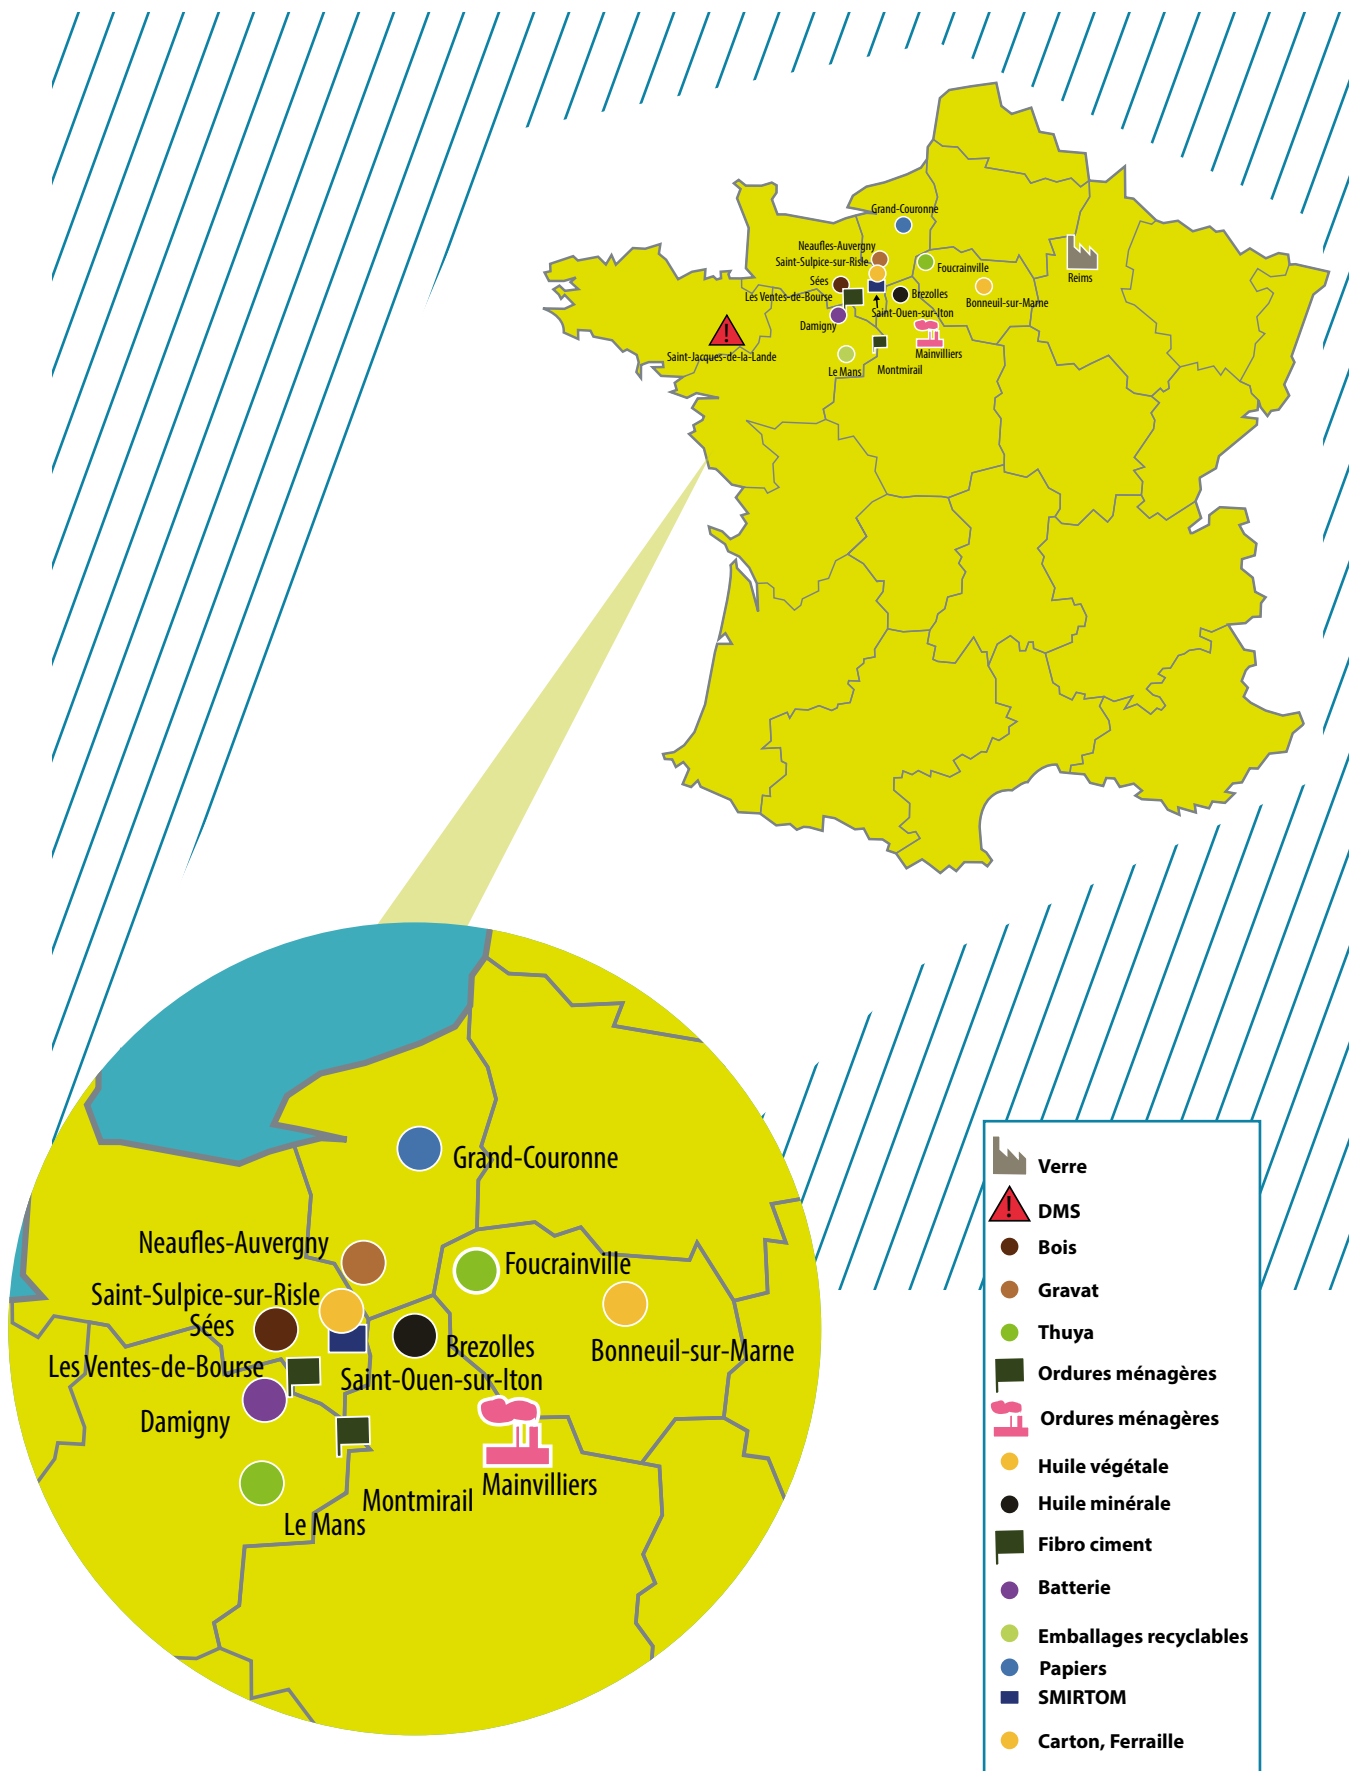 Grand-Couronne
Neaufles-Auvergny
Saint-Sulpice-sur-Risle
Foucrainville
Reims
Sées
Les Ventes-de-Bourse
Brezolles
Bonneuil-sur-Marne
Saint-Ouen-sur-Iton
Damigny
Saint-Jacques-de-la-Lande
Mainvilliers
Le Mans
Montmirail
Grand-Couronne
Neaufles-Auvergny
Foucrainville
Saint-Sulpice-sur-Risle
Sées
Brezolles
Bonneuil-sur-Marne
Les Ventes-de-Bourse
Saint-Ouen-sur-Iton
Damigny
Mainvilliers
Montmirail
Le Mans
Verre
! DMS
Bois
Gravat
Thuya
Ordures ménagères
Ordures ménagères
Huile végétale
Huile minérale
Fibro ciment
Batterie
Emballages recyclables
Papiers
SMIRTOM
Carton, Ferraille